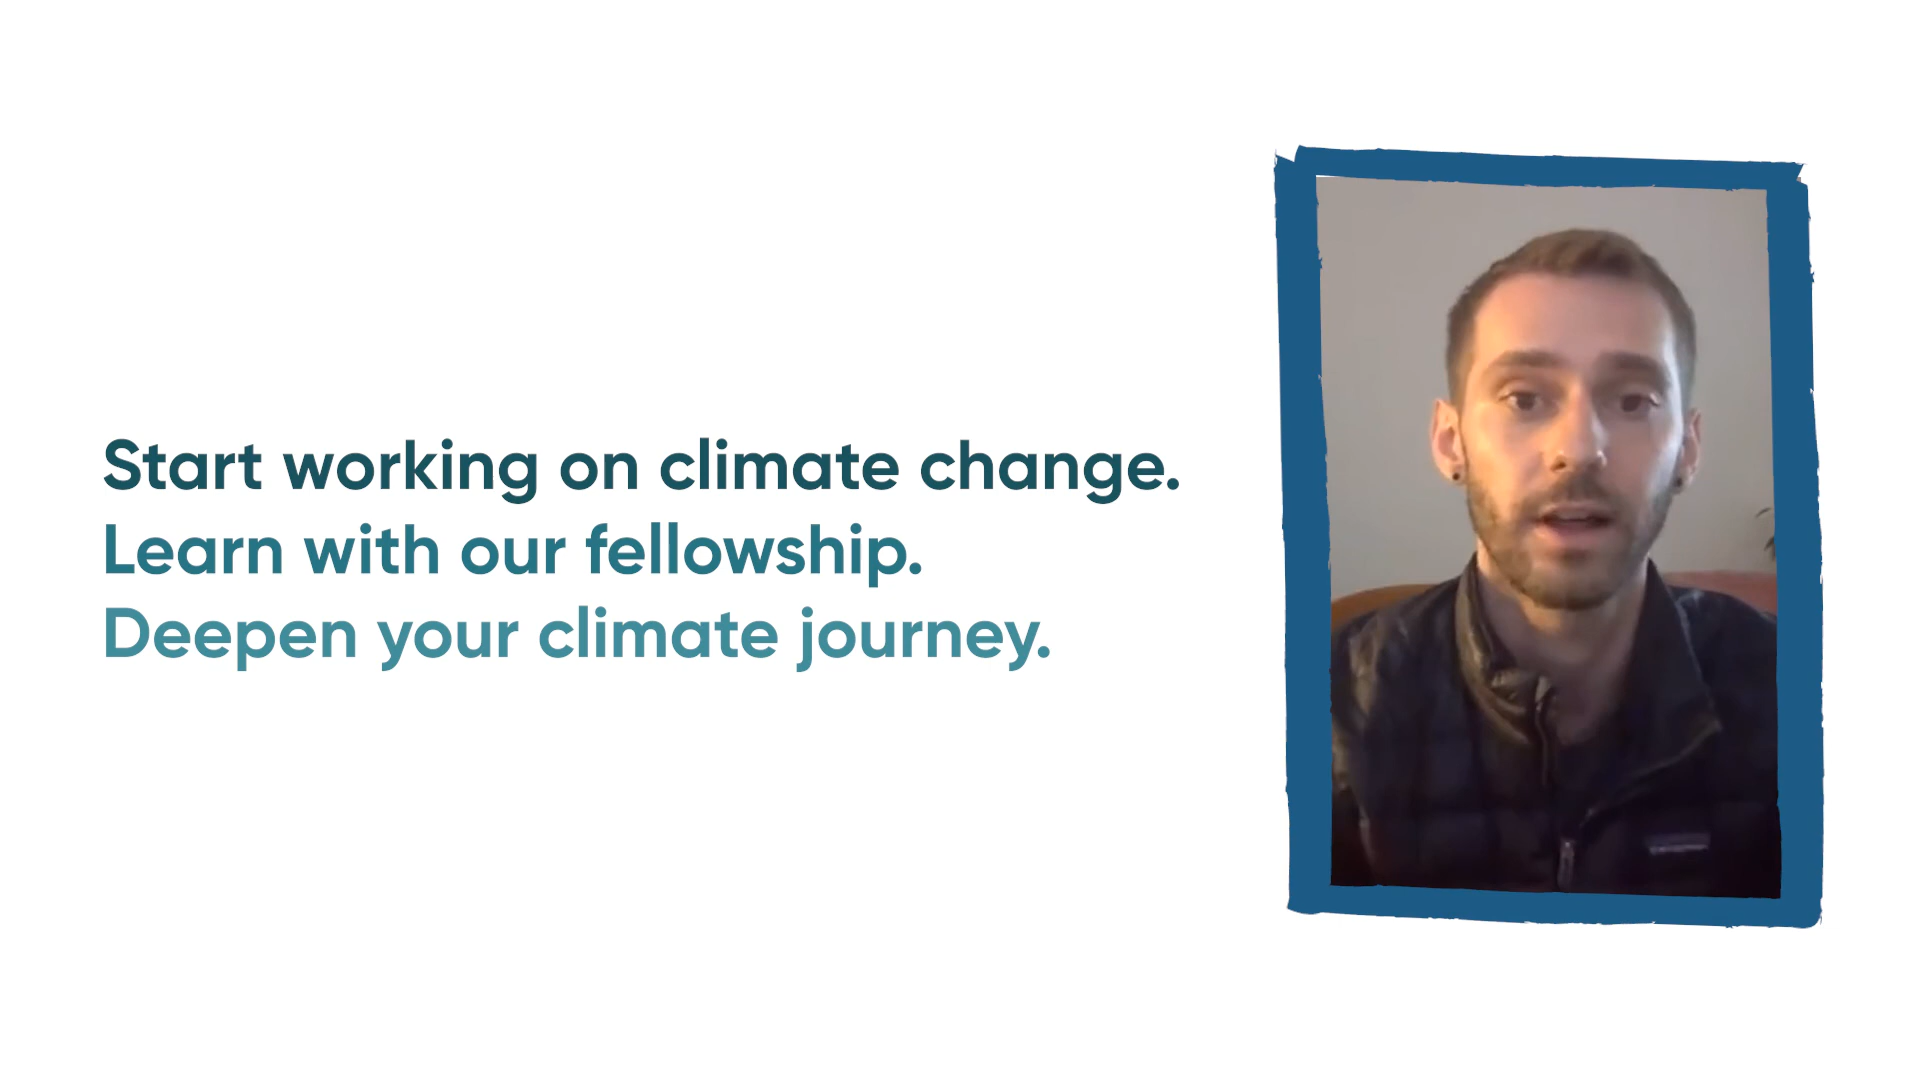 Start working on climate change.
Learn with our fellowship.
Deepen your climate journey.